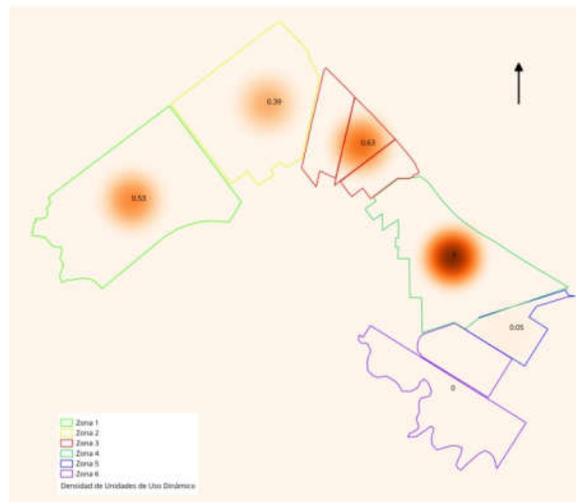 0.39
0.63
0.53
0.05
0
Zona 1
Zona 2
Zona 3
Zona 4
Zona 5
Zona 6
Densidad de Unidades de Uso Dinámico